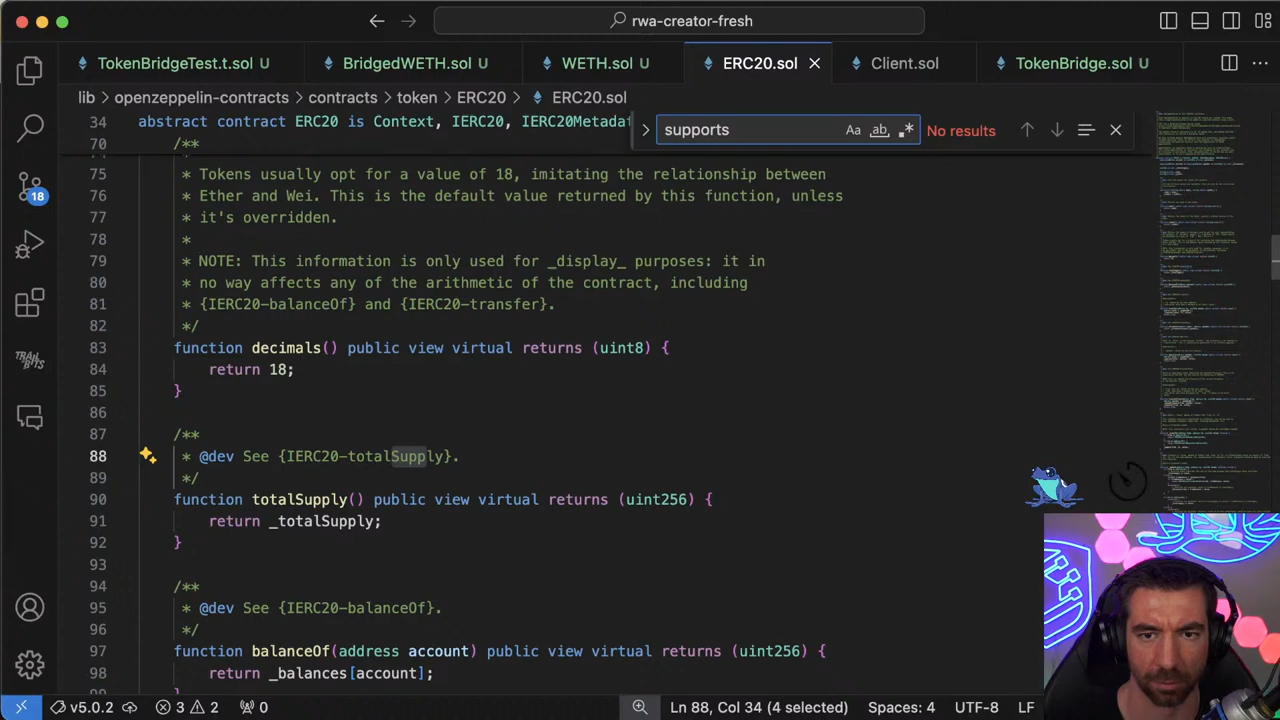 rwa-creator-fresh
TokenBridgeTest.t.sol U
BridgedWETH.sol U
WETH.sol U
ERC20.sol
Client.sol
TokenBridge.sol U
lib > openzeppelin-contracts > contracts > token > ERC20 > ERC20.sol
34 abstract contract ERC20 is Context, IERC20, IERC20Metadat
supports
Aa ab .*
No results
70 /**
75 * Tokens usually opt for a value of 18, imitating the relationship between
76 * Ether and Wei. This is the default value returned by this function, unless
77 * it's overridden.
78 *
79 * NOTE: This information is only used for _display_ purposes: it in
80 * no way affects any of the arithmetic of the contract, including
81 * {IERC20-balanceOf} and {IERC20-transfer}.
82 */
83 function decimals() public view virtual returns (uint8) {
84 return 18;
85 }
86
87 /**
88 * @dev See {IERC20-totalSupply}.
89 */
90 function totalSupply() public view virtual returns (uint256) {
91 return _totalSupply;
92 }
93
94 /**
95 * @dev See {IERC20-balanceOf}.
96 */
97 function balanceOf(address account) public view virtual returns (uint256) {
98 return _balances[account];
99 }
18
v5.0.2
3
2
0
Ln 88, Col 34 (4 selected)
Spaces: 4
UTF-8
LF